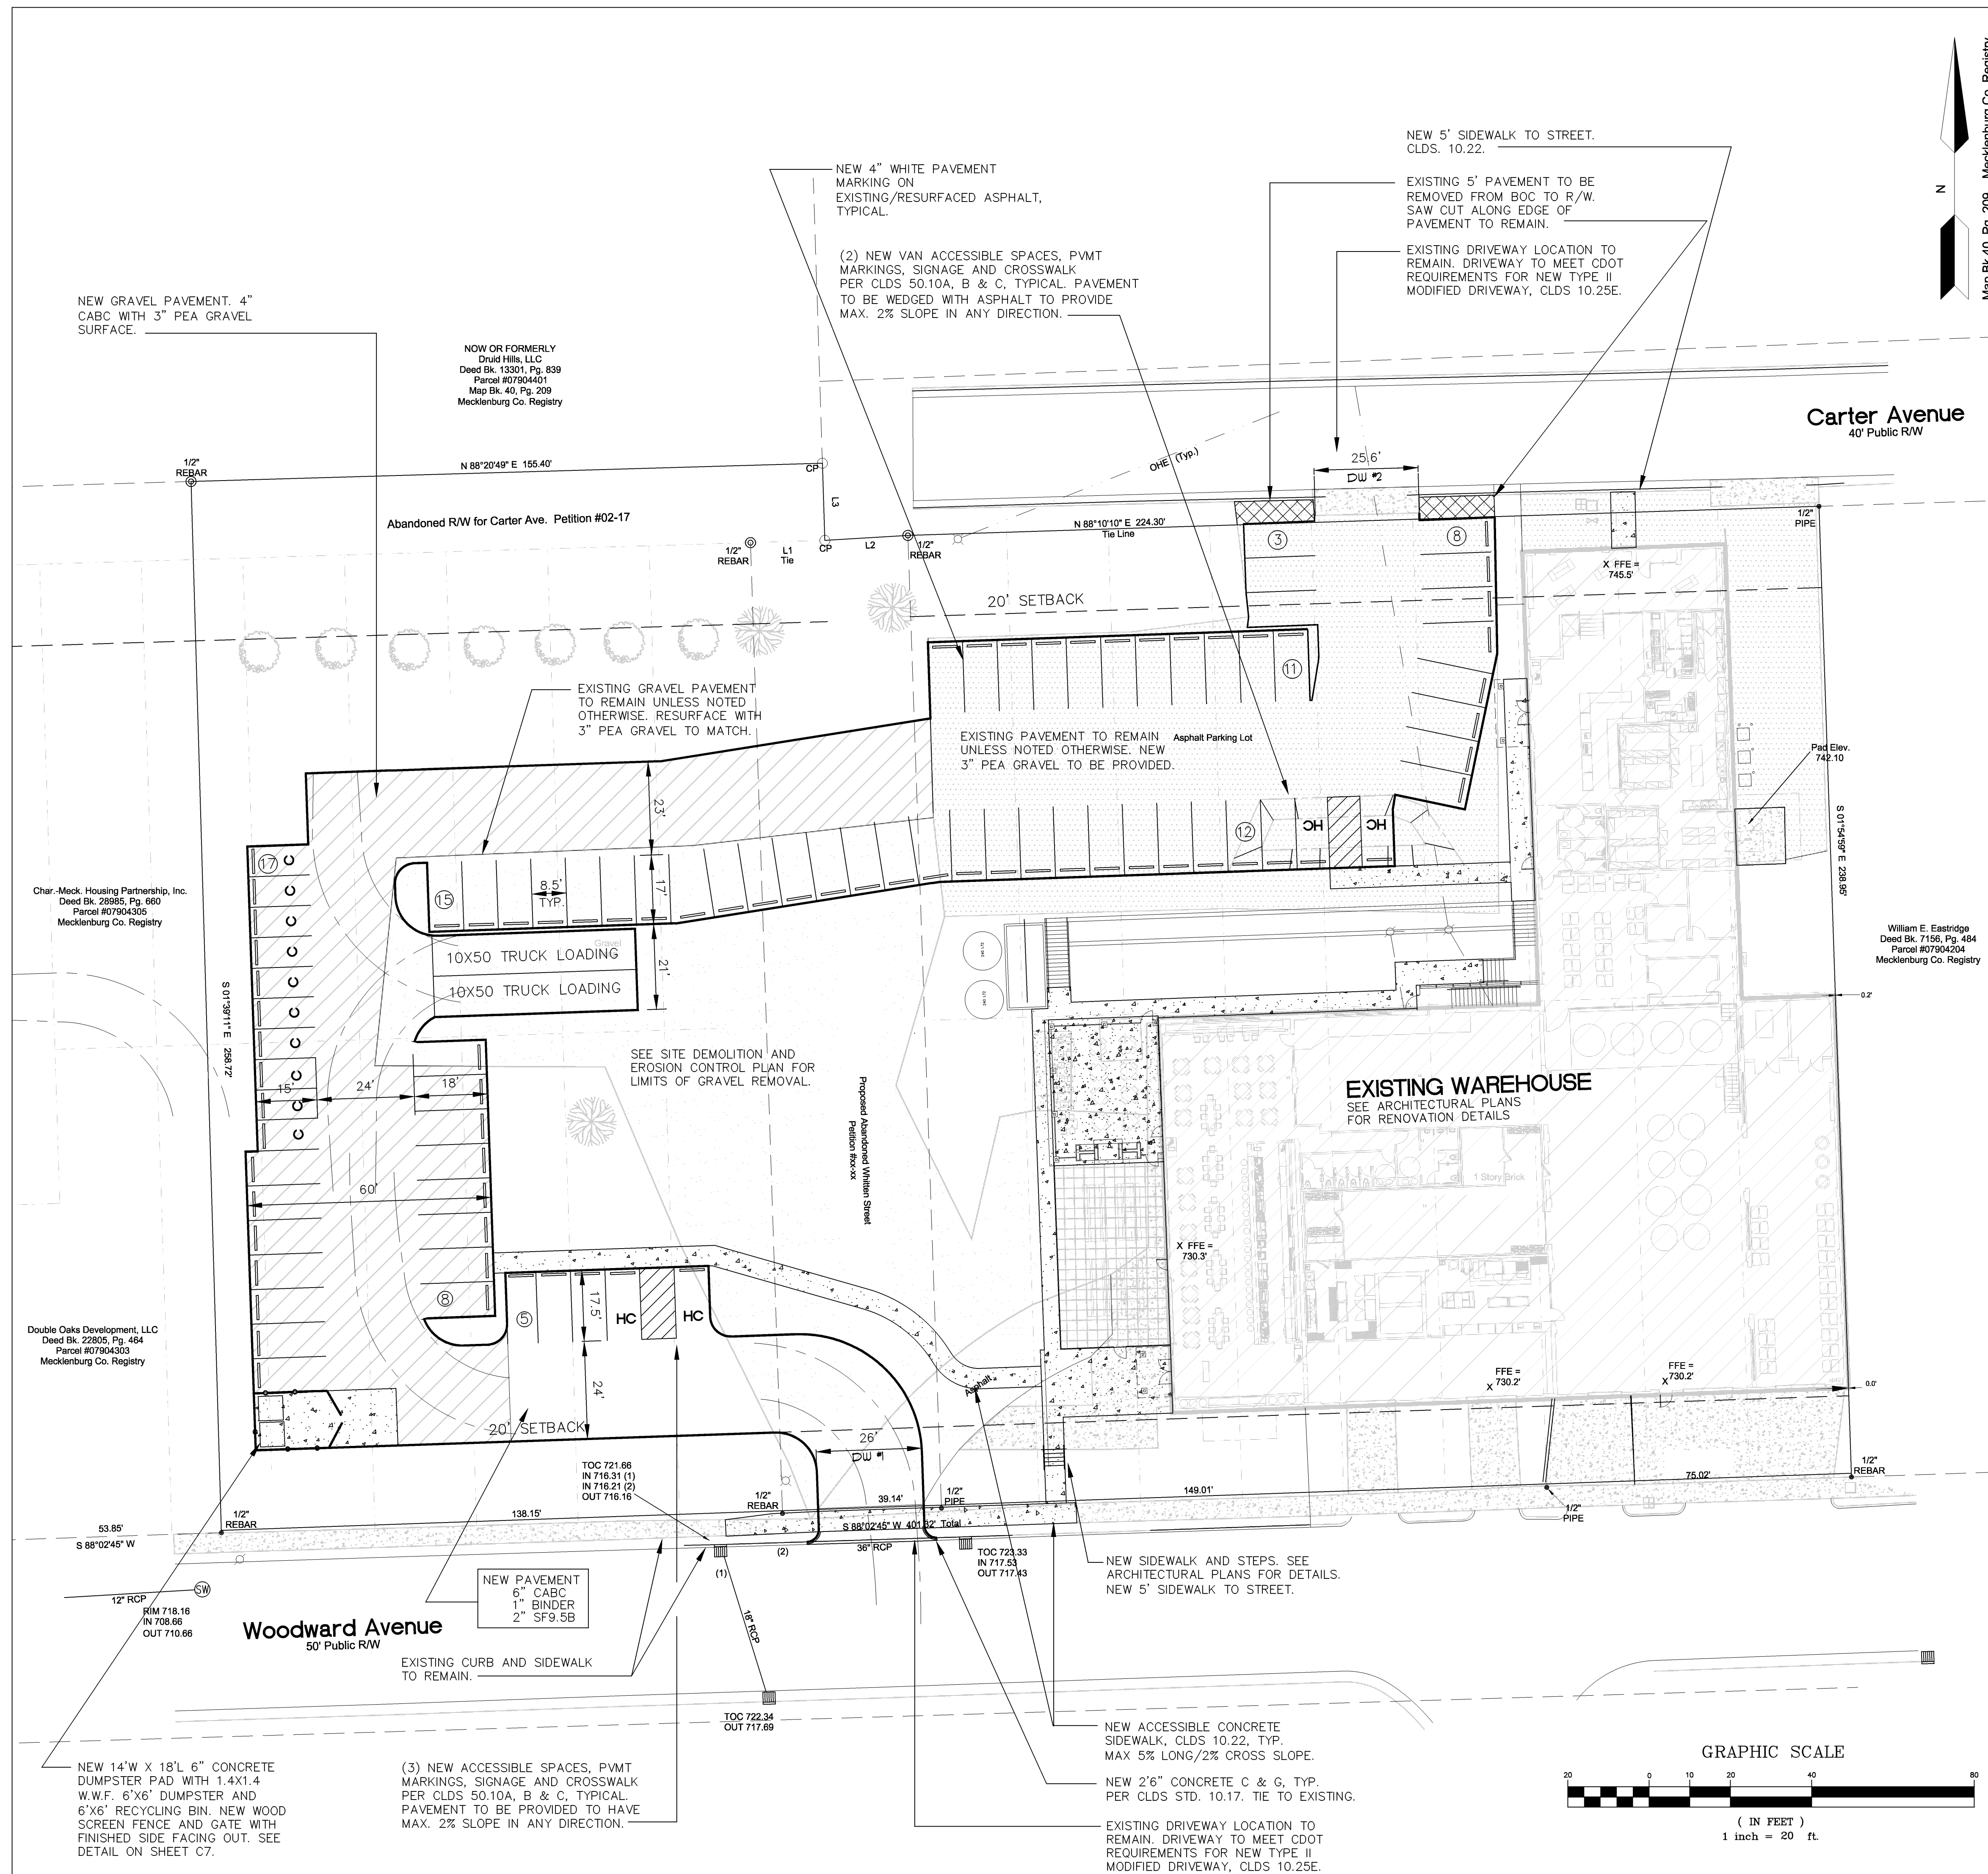 Map Bk 40, Pg. 209 Mecklenburg Co. Registry
N
NEW 5' SIDEWALK TO STREET.
CLDS. 10.22.
NEW 4" WHITE PAVEMENT
MARKING ON
EXISTING/RESURFACED ASPHALT,
TYPICAL.
EXISTING 5' PAVEMENT TO BE
REMOVED FROM BOC TO R/W.
SAW CUT ALONG EDGE OF
PAVEMENT TO REMAIN.
(2) NEW VAN ACCESSIBLE SPACES, PVMT
MARKINGS, SIGNAGE AND CROSSWALK
PER CLDS 50.10A, B & C, TYPICAL. PAVEMENT
TO BE WEDGED WITH ASPHALT TO PROVIDE
MAX. 2% SLOPE IN ANY DIRECTION.
EXISTING DRIVEWAY LOCATION TO
REMAIN. DRIVEWAY TO MEET CDOT
REQUIREMENTS FOR NEW TYPE II
MODIFIED DRIVEWAY, CLDS 10.25E.
NEW GRAVEL PAVEMENT. 4"
CABC WITH 3" PEA GRAVEL
SURFACE.
NOW OR FORMERLY
Druid Hills, LLC
Deed Bk. 13301, Pg. 839
Parcel #07904401
Map Bk. 40, Pg. 209
Mecklenburg Co. Registry
Carter Avenue
40' Public R/W
1/2"
REBAR
N 88°20'49" E 155.40'
CP
L3
OHE (Typ.)
25.6'
DW #2
Abandoned R/W for Carter Ave. Petition #02-17
1/2"
REBAR
L1
Tie
CP
L2
1/2"
REBAR
N 88°10'10" E 224.30'
Tie Line
3
8
1/2"
PIPE
X FFE =
745.5'
20' SETBACK
11
EXISTING GRAVEL PAVEMENT
TO REMAIN UNLESS NOTED
OTHERWISE. RESURFACE WITH
3" PEA GRAVEL TO MATCH.
EXISTING PAVEMENT TO REMAIN
UNLESS NOTED OTHERWISE. NEW
3" PEA GRAVEL TO BE PROVIDED.
Asphalt Parking Lot
Pad Elev.
742.10
23'
12
HC
HC
17
C
C
C
C
C
C
C
C
C
C
15
8.5'
TYP.
17'
S 01°54'59" E 238.95'
Char.-Meck. Housing Partnership, Inc.
Deed Bk. 28985, Pg. 660
Parcel #07904305
Mecklenburg Co. Registry
William E. Eastridge
Deed Bk. 7156, Pg. 484
Parcel #07904204
Mecklenburg Co. Registry
Gravel
10X50 TRUCK LOADING
10X50 TRUCK LOADING
21'
0.2'
S 01°39'11" E 258.72'
SEE SITE DEMOLITION AND
EROSION CONTROL PLAN FOR
LIMITS OF GRAVEL REMOVAL.
15'
24'
18'
Proposed Abandoned Whitten Street
Petition #xx-xx
EXISTING WAREHOUSE
SEE ARCHITECTURAL PLANS
FOR RENOVATION DETAILS
1 Story Brick
60'
X FFE =
730.3'
8
5
17.5'
HC
HC
Double Oaks Development, LLC
Deed Bk. 22805, Pg. 464
Parcel #07904303
Mecklenburg Co. Registry
Asphalt
FFE =
X 730.2'
FFE =
X 730.2'
0.0'
24'
20' SETBACK
26'
DW #1
TOC 721.66
IN 716.31 (1)
IN 716.21 (2)
OUT 716.16
1/2"
REBAR
53.85'
S 88°02'45" W
1/2"
REBAR
138.15'
1/2"
REBAR
39.14'
1/2"
PIPE
149.01'
75.02'
1/2"
PIPE
S 88°02'45" W 401.32' Total
36" RCP
(1)
(2)
TOC 723.33
IN 717.53
OUT 717.43
NEW SIDEWALK AND STEPS. SEE
ARCHITECTURAL PLANS FOR DETAILS.
NEW 5' SIDEWALK TO STREET.
NEW PAVEMENT
6" CABC
1" BINDER
2" SF9.5B
12" RCP
SW
RIM 718.16
IN 708.66
OUT 710.66
18" RCP
Woodward Avenue
50' Public R/W
EXISTING CURB AND SIDEWALK
TO REMAIN.
TOC 722.34
OUT 717.69
NEW 14'W X 18'L 6" CONCRETE
DUMPSTER PAD WITH 1.4X1.4
W.W.F. 6'X6' DUMPSTER AND
6'X6' RECYCLING BIN. NEW WOOD
SCREEN FENCE AND GATE WITH
FINISHED SIDE FACING OUT. SEE
DETAIL ON SHEET C7.
(3) NEW ACCESSIBLE SPACES, PVMT
MARKINGS, SIGNAGE AND CROSSWALK
PER CLDS 50.10A, B & C, TYPICAL.
PAVEMENT TO BE PROVIDED TO HAVE
MAX. 2% SLOPE IN ANY DIRECTION.
NEW ACCESSIBLE CONCRETE
SIDEWALK, CLDS 10.22, TYP.
MAX 5% LONG/2% CROSS SLOPE.
NEW 2'6" CONCRETE C & G, TYP.
PER CLDS STD. 10.17. TIE TO EXISTING.
EXISTING DRIVEWAY LOCATION TO
REMAIN. DRIVEWAY TO MEET CDOT
REQUIREMENTS FOR NEW TYPE II
MODIFIED DRIVEWAY, CLDS 10.25E.
GRAPHIC SCALE
20 0 10 20 40 80
( IN FEET )
1 inch = 20 ft.